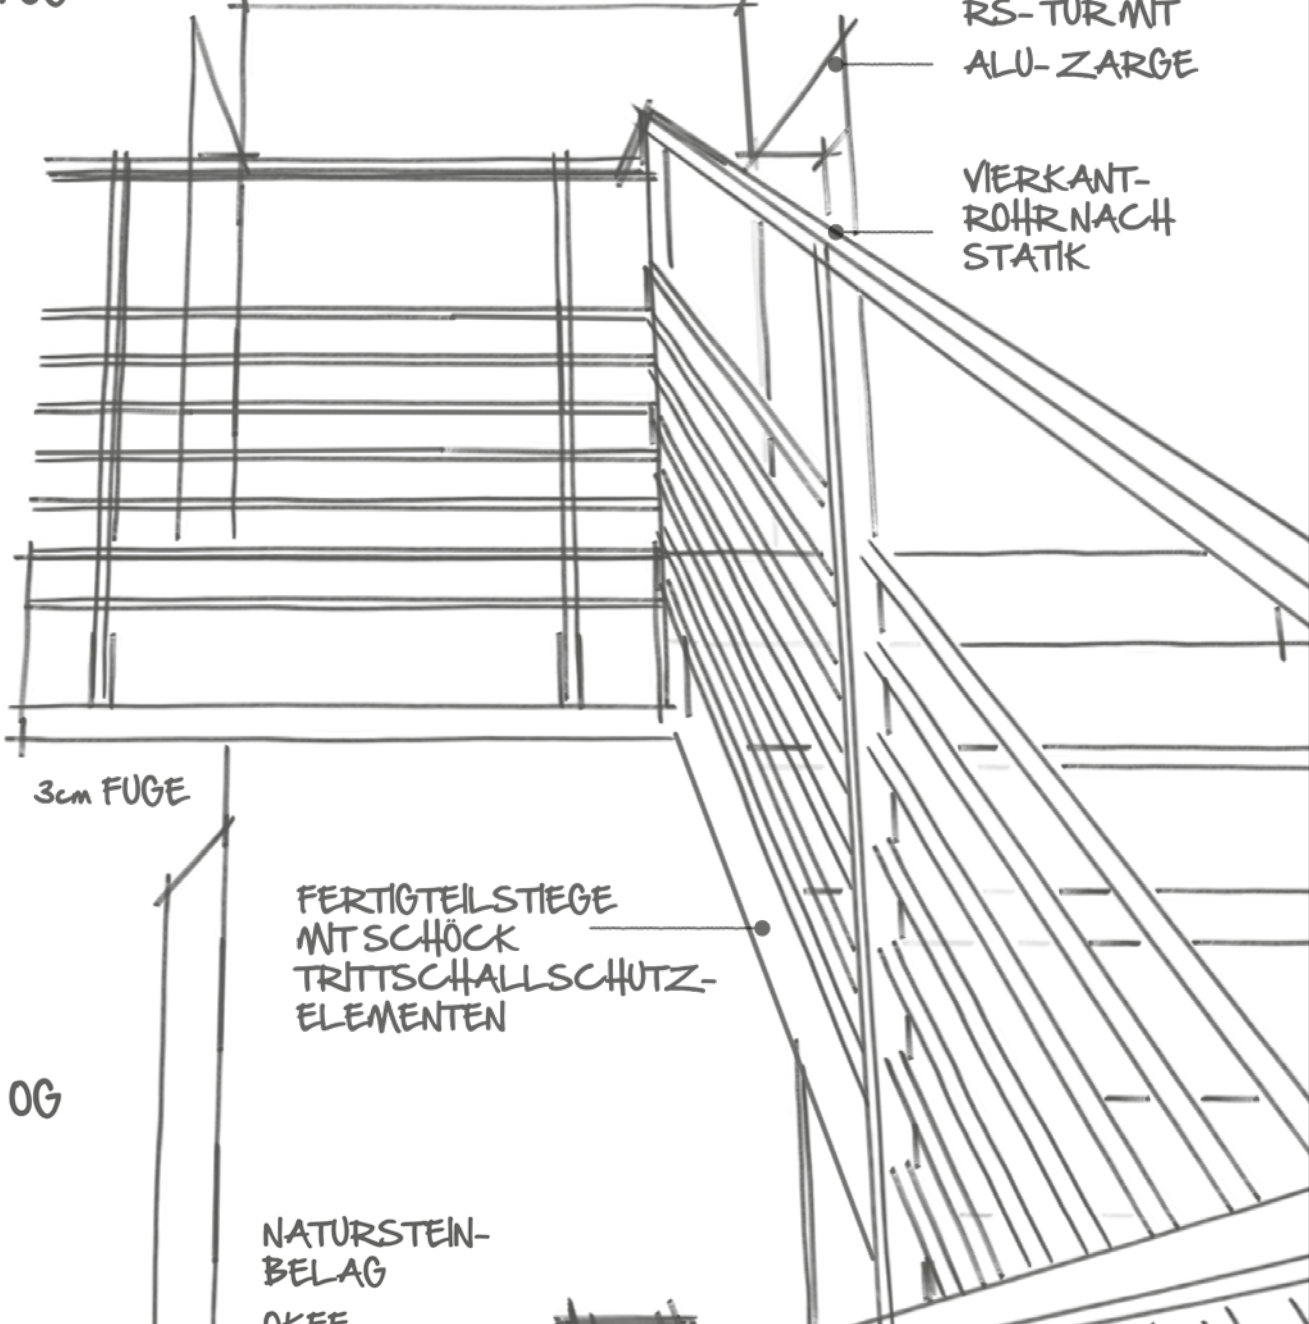 RS-TÜR MIT
ALU-ZARGE
VIERKANT-
ROHR NACH
STATIK
3cm FUGE
FERTIGTEILSTIEGE
MIT SCHÖCK
TRITTSCHALLSCHUTZ-
ELEMENTEN
OG
NATURSTEIN-
BELAG